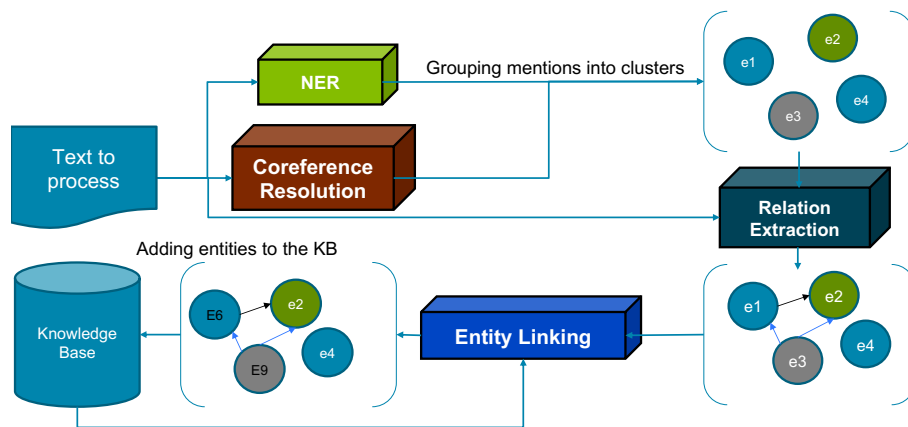 NER
Grouping mentions into clusters
e1
e2
e3
e4
Text to
process
Coreference
Resolution
Relation
Extraction
Adding entities to the KB
Knowledge
Base
E6
e2
E9
e4
Entity Linking
e1
e2
e3
e4